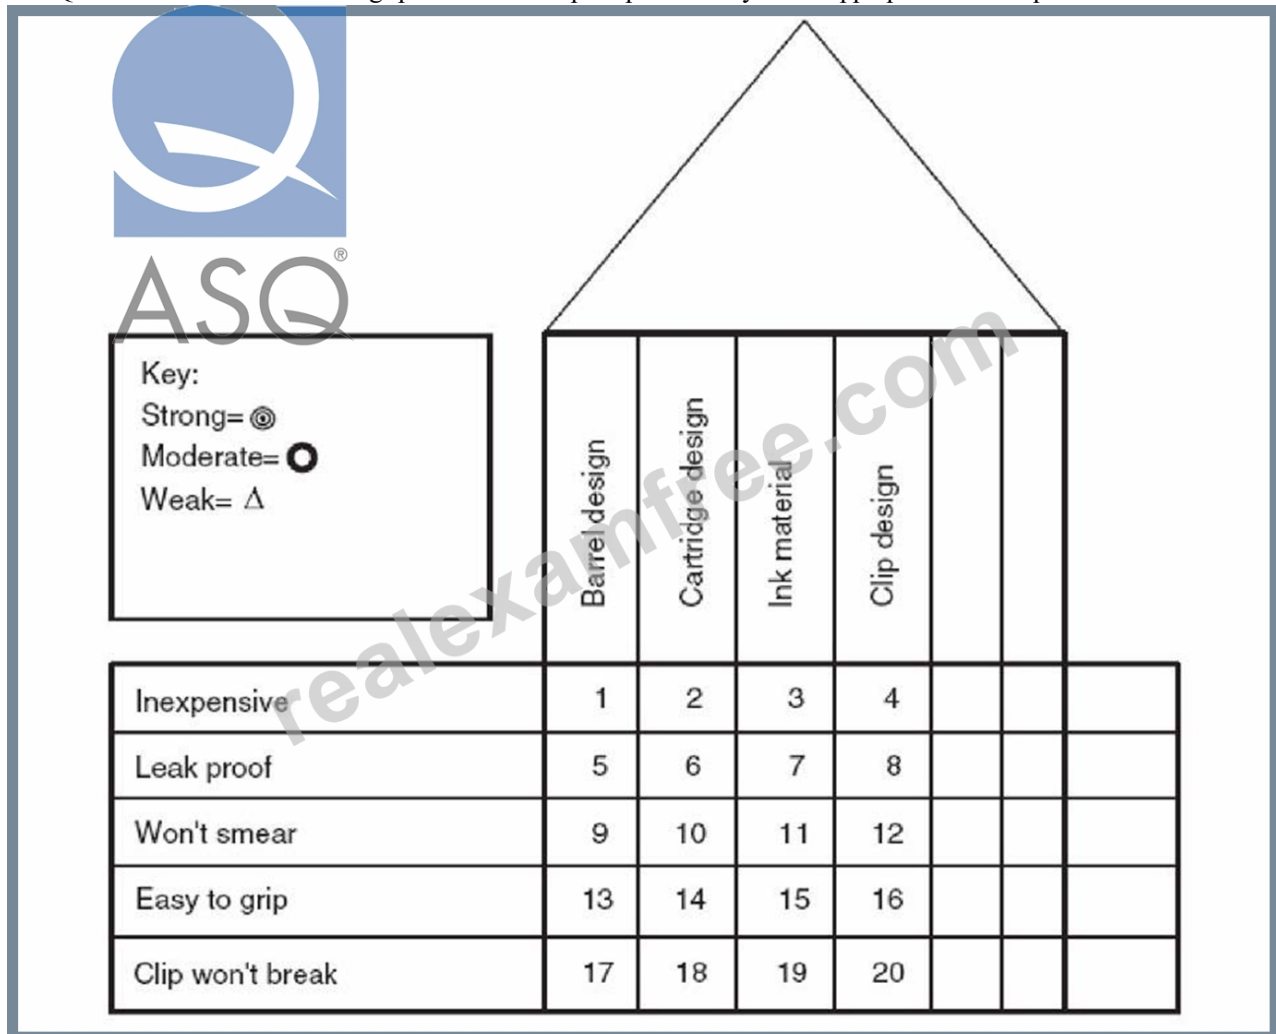 ASQ®
Key:
Strong=
Moderate=
Weak= Δ
Barrel design
Cartridge design
Ink material
Clip design
Inexpensive 1 2 3 4
Leak proof 5 6 7 8
Won't smear 9 10 11 12
Easy to grip 13 14 15 16
Clip won't break 17 18 19 20
realexamfree.com